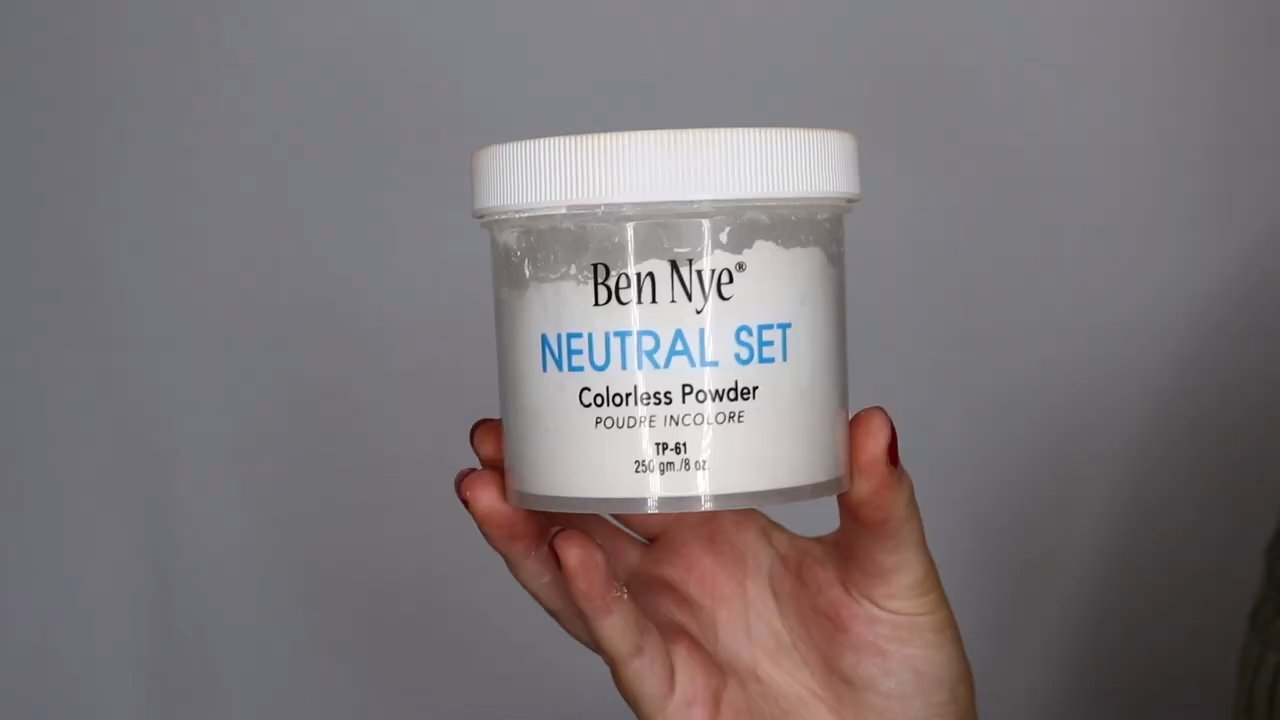 Ben Nye®
NEUTRAL SET
Colorless Powder
POUDRE INCOLORE
TP-61
250 gm./8 oz.